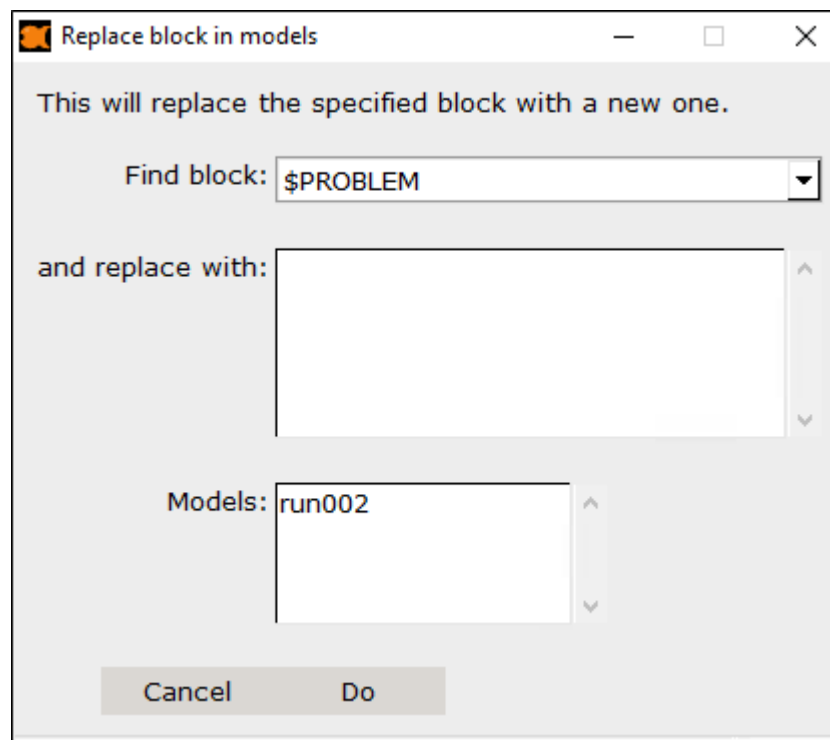 Replace block in models
This will replace the specified block with a new one.
Find block: $PROBLEM
and replace with:
Models: run002
Cancel Do